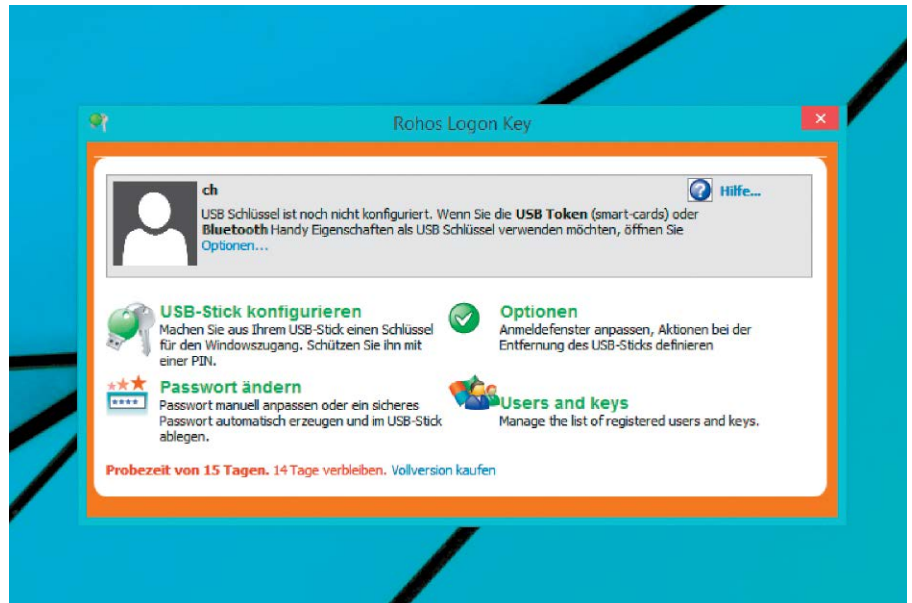 Rohos Logon Key
ch
Hilfe...
USB Schlüssel ist noch nicht konfiguriert. Wenn Sie die USB Token (smart-cards) oder
Bluetooth Handy Eigenschaften als USB Schlüssel verwenden möchten, öffnen Sie
Optionen...
USB-Stick konfigurieren
Machen Sie aus Ihrem USB-Stick einen Schlüssel
für den Windowszugang. Schützen Sie ihn mit
einer PIN.
Optionen
Anmeldefenster anpassen, Aktionen bei der
Entfernung des USB-Sticks definieren
Passwort ändern
Passwort manuell anpassen oder ein sicheres
Passwort automatisch erzeugen und im USB-Stick
ablegen.
Users and keys
Manage the list of registered users and keys.
Probezeit von 15 Tagen. 14 Tage verbleiben. Vollversion kaufen